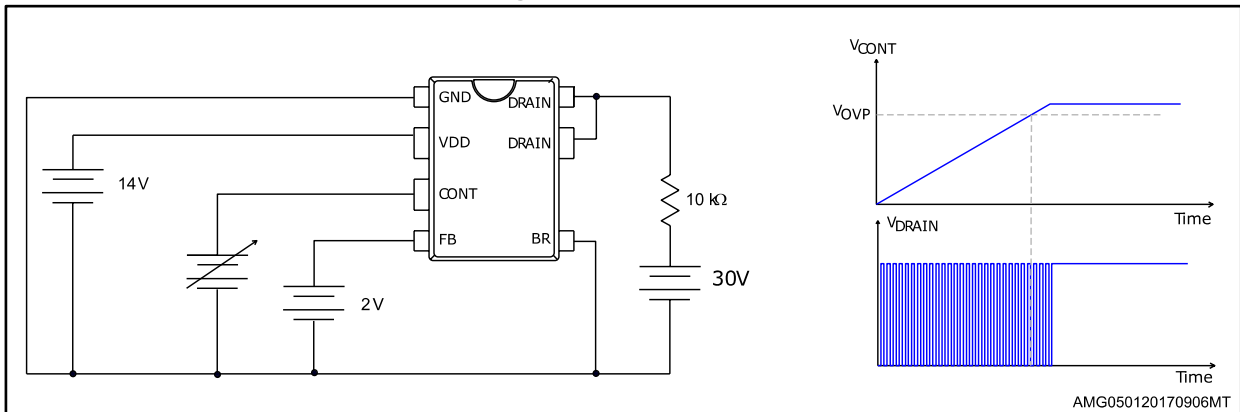 GND
DRAIN
VDD
DRAIN
CONT
FB
BR
14V
2V
10 kΩ
30V
VCONT
VOVP
Time
VDRAIN
Time
AMG050120170906MT